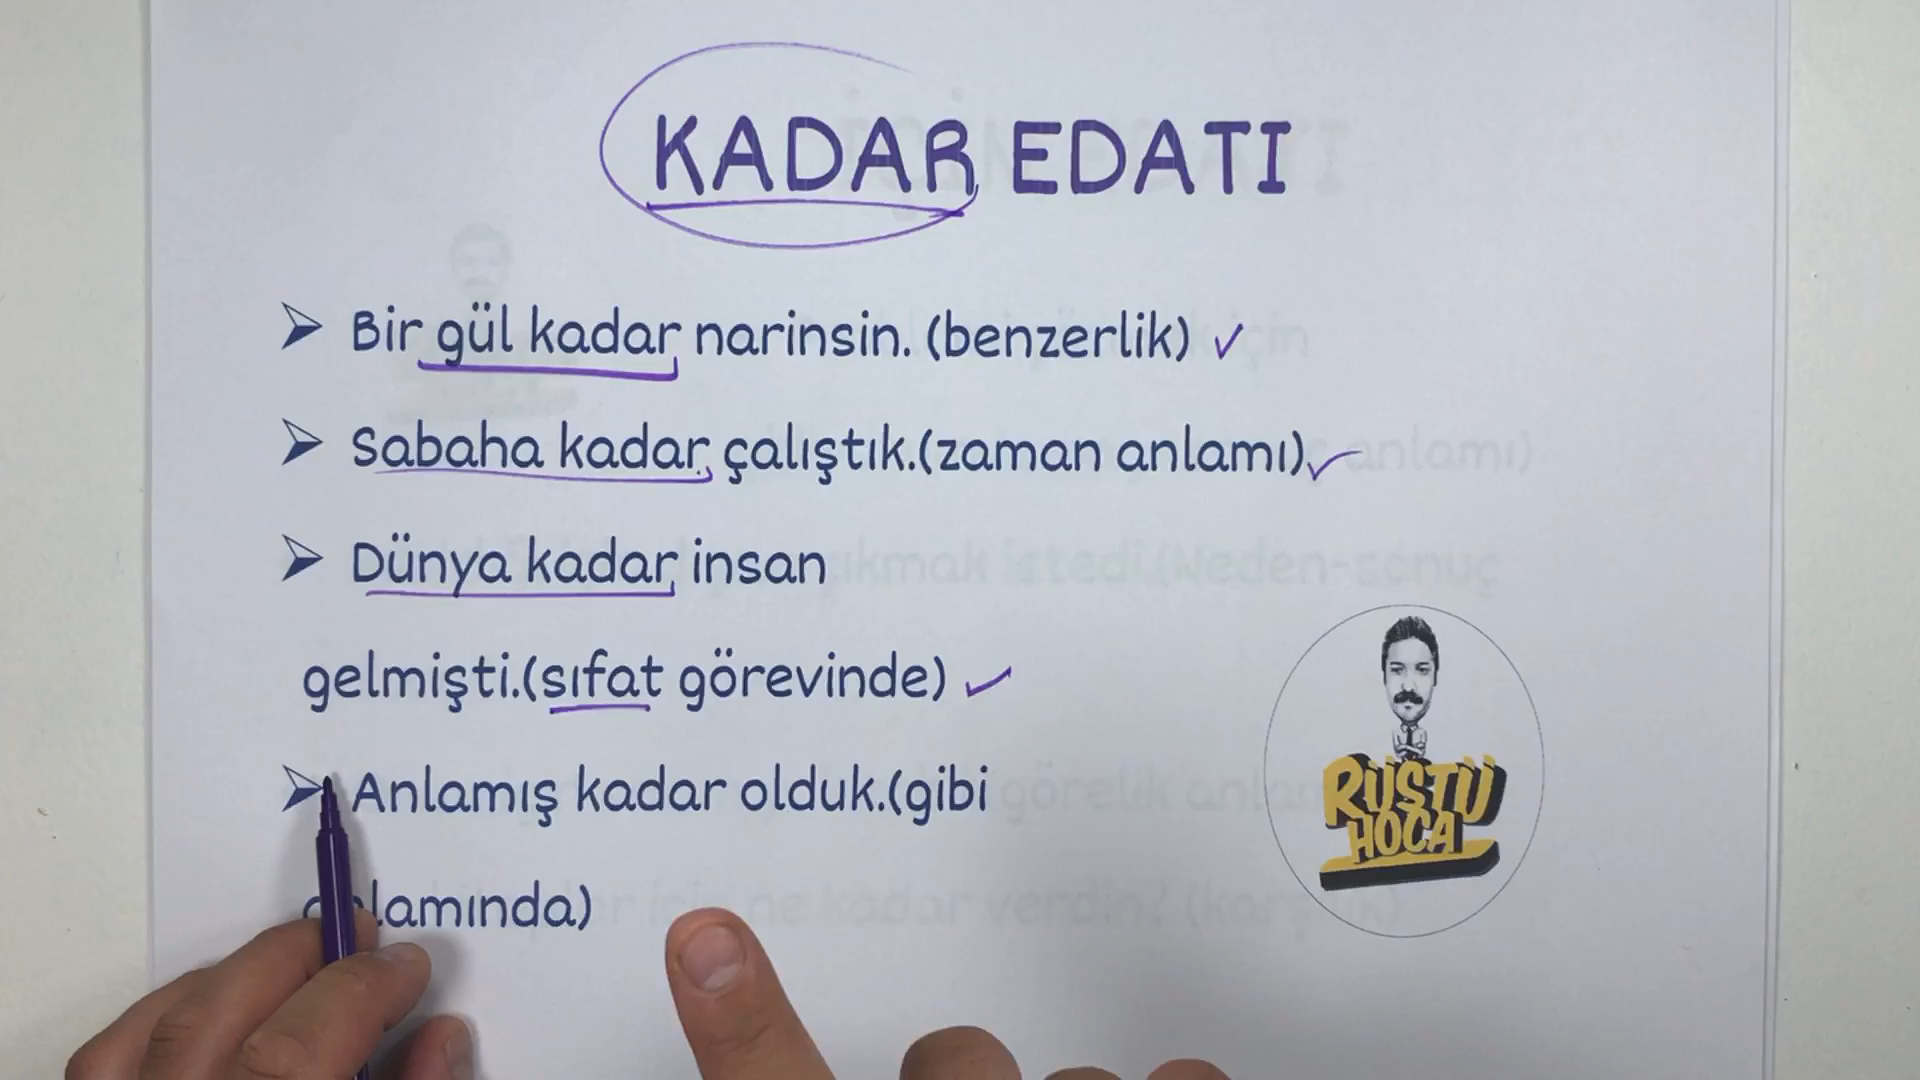 KADAR EDATI
Bir gül kadar narinsin. (benzerlik)
Sabaha kadar çalıştık.(zaman anlamı)
Dünya kadar insan
gelmişti.(sıfat görevinde)
Anlamış kadar olduk.(gibi
anlamında)
RÜŞTÜ
HOCA